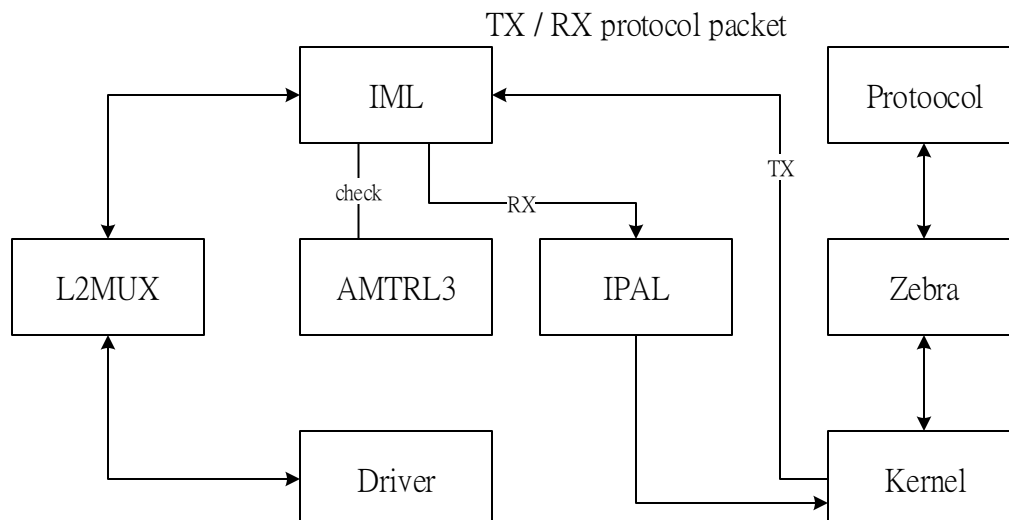 TX / RX protocol packet
IML
Protoocol
TX
check
RX
L2MUX
AMTRL3
IPAL
Zebra
Driver
Kernel